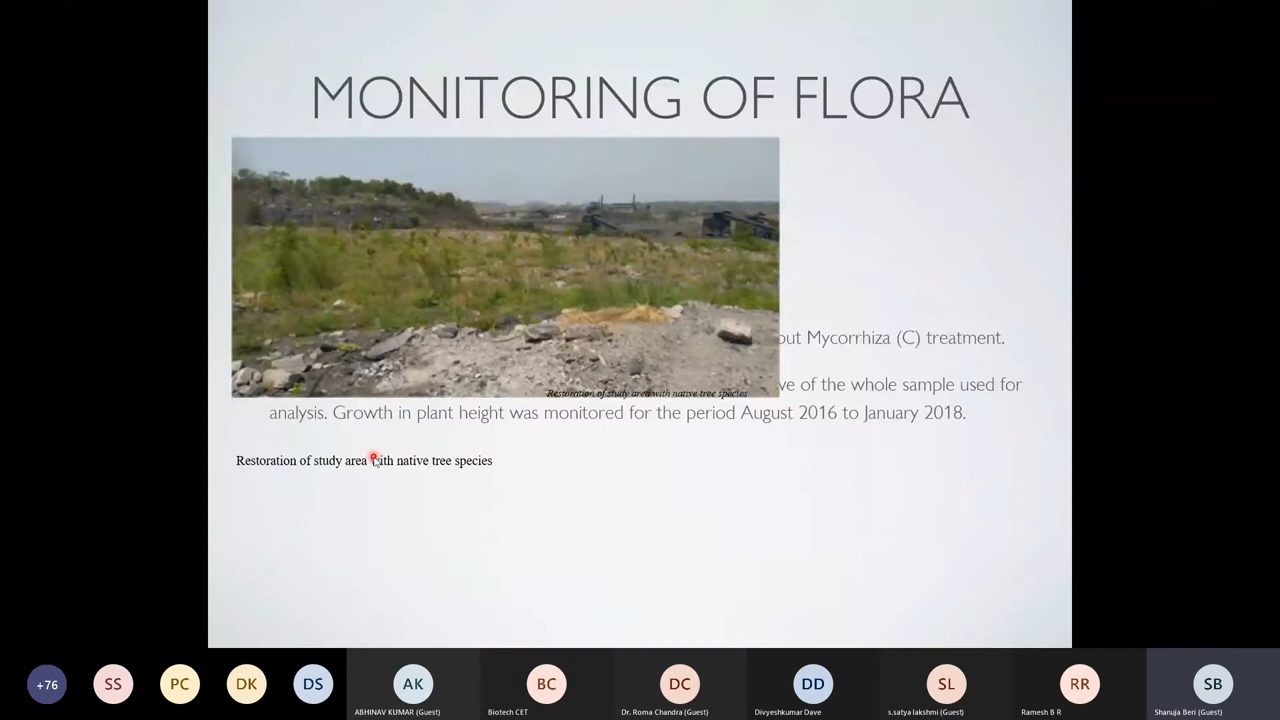 MONITORING OF FLORA
out Mycorrhiza (C) treatment.
ve of the whole sample used for
Restoration of study area with native tree species
analysis. Growth in plant height was monitored for the period August 2016 to January 2018.
Restoration of study area with native tree species
+76
SS
PC
DK
DS
AK
BC
DC
DD
SL
RR
SB
ABHINAV KUMAR (Guest)
Biotech CET
Dr. Roma Chandra (Guest)
Divyeshkumar Dave
s.satya lakshmi (Guest)
Ramesh B R
Shanuja Beri (Guest)